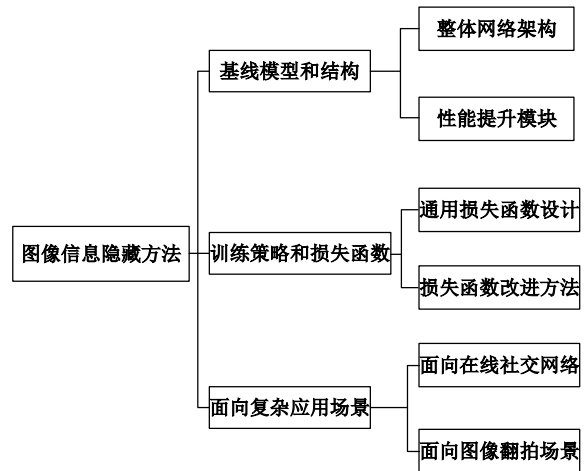 图像信息隐藏方法
基线模型和结构
整体网络架构
性能提升模块
训练策略和损失函数
通用损失函数设计
损失函数改进方法
面向复杂应用场景
面向在线社交网络
面向图像翻拍场景